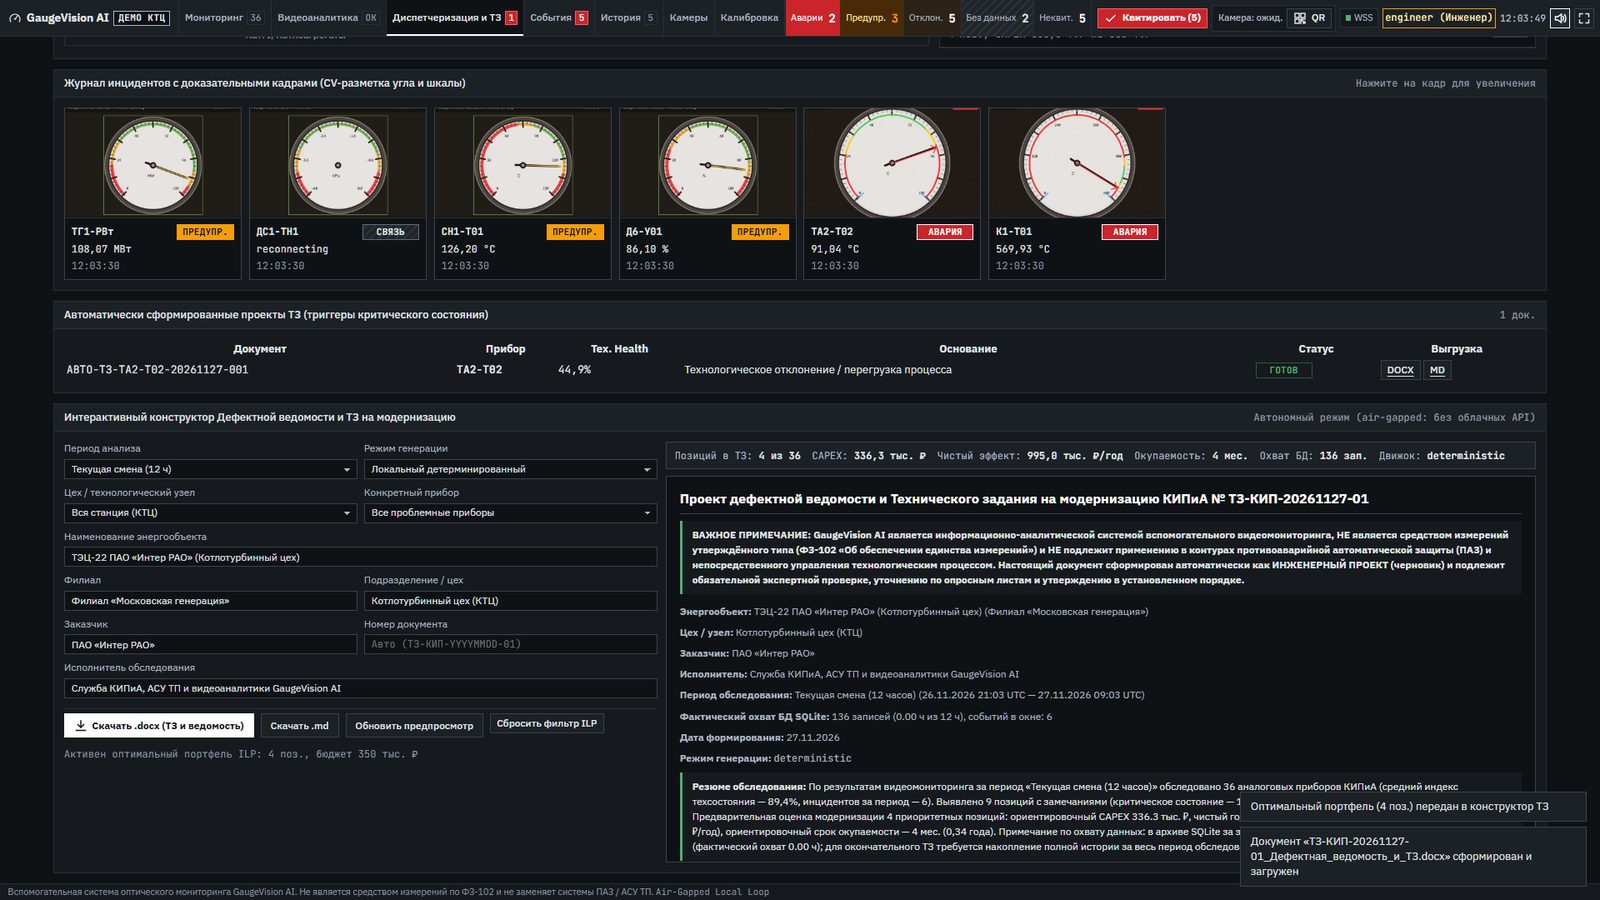 GaugeVision AI ДЕМО КТЦ Мониторинг 36 Видеоаналитика OK Диспетчеризация и ТЗ 1 События 5 История 5 Камеры Калибровка Аварии 2 Предупр. 3 Отклон. 5 Без данных 2 Неквит. 5 Квитировать (5) Камера: ожид. QR WSS engineer (Инженер) 12:03:49
Журнал инцидентов с доказательными кадрами (CV-разметка угла и шкалы) Нажмите на кадр для увеличения
ТГ1-РВт ПРЕДУПР.
108,07 МВт
12:03:30
ДС1-ТН1 СВЯЗЬ
reconnecting
12:03:30
СН1-Т01 ПРЕДУПР.
126,20 °C
12:03:30
Д6-У01 ПРЕДУПР.
86,10 %
12:03:30
ТА2-Т02 АВАРИЯ
91,04 °C
12:03:30
К1-Т01 АВАРИЯ
569,93 °C
12:03:30
Автоматически сформированные проекты ТЗ (триггеры критического состояния) 1 док.
Документ Прибор Тех. Health Основание Статус Выгрузка
АВТО-ТЗ-ТА2-Т02-20261127-001 ТА2-Т02 44,9% Технологическое отклонение / перегрузка процесса ГОТОВ DOCX MD
Интерактивный конструктор Дефектной ведомости и ТЗ на модернизацию Автономный режим (air-gapped: без облачных API)
Период анализа Режим генерации
Текущая смена (12 ч) Локальный детерминированный
Цех / технологический узел Конкретный прибор
Вся станция (КТЦ) Все проблемные приборы
Наименование энергообъекта
ТЭЦ-22 ПАО «Интер РАО» (Котлотурбинный цех)
Филиал Подразделение / цех
Филиал «Московская генерация» Котлотурбинный цех (КТЦ)
Заказчик Номер документа
ПАО «Интер РАО» Авто (ТЗ-КИП-YYYYMMDD-01)
Исполнитель обследования
Служба КИПиА, АСУ ТП и видеоаналитики GaugeVision AI
Скачать .docx (ТЗ и ведомость) Скачать .md Обновить предпросмотр Сбросить фильтр ILP
Активен оптимальный портфель ILP: 4 поз., бюджет 350 тыс. ₽
Позиций в ТЗ: 4 из 36 CAPEX: 336,3 тыс. ₽ Чистый эффект: 995,0 тыс. ₽/год Окупаемость: 4 мес. Охват БД: 136 зап. Движок: deterministic
Проект дефектной ведомости и Технического задания на модернизацию КИПиА № ТЗ-КИП-20261127-01
ВАЖНОЕ ПРИМЕЧАНИЕ: GaugeVision AI является информационно-аналитической системой вспомогательного видеомониторинга, НЕ является средством измерений
утверждённого типа (ФЗ-102 «Об обеспечении единства измерений») и НЕ подлежит применению в контурах противоаварийной автоматической защиты (ПАЗ) и
непосредственного управления технологическим процессом. Настоящий документ сформирован автоматически как ИНЖЕНЕРНЫЙ ПРОЕКТ (черновик) и подлежит
обязательной экспертной проверке, уточнению по опросным листам и утверждению в установленном порядке.
Энергообъект: ТЭЦ-22 ПАО «Интер РАО» (Котлотурбинный цех) (Филиал «Московская генерация»)
Цех / узел: Котлотурбинный цех (КТЦ)
Заказчик: ПАО «Интер РАО»
Исполнитель: Служба КИПиА, АСУ ТП и видеоаналитики GaugeVision AI
Период обследования: Текущая смена (12 часов) (26.11.2026 21:03 UTC — 27.11.2026 09:03 UTC)
Фактический охват БД SQLite: 136 записей (0.00 ч из 12 ч), событий в окне: 6
Дата формирования: 27.11.2026
Режим генерации: deterministic
Резюме обследования: По результатам видеомониторинга за период «Текущая смена (12 часов)» обследовано 36 аналоговых приборов КИПиА (средний индекс
техсостояния — 89,4%, инцидентов за период — 6). Выявлено 9 позиций с замечаниями (критическое состояние — 1
Предварительная оценка модернизации 4 приоритетных позиций: ориентировочный CAPEX 336.3 тыс. ₽, чистый го
₽/год), ориентировочный срок окупаемости — 4 мес. (0,34 года). Примечание по охвату данных: в архиве SQLite за з
(фактический охват 0.00 ч); для окончательного ТЗ требуется накопление полной истории за весь период обследов
Оптимальный портфель (4 поз.) передан в конструктор ТЗ
Документ «ТЗ-КИП-20261127-
01_Дефектная_ведомость_и_ТЗ.docx» сформирован и
загружен
Вспомогательная система оптического мониторинга GaugeVision AI. Не является средством измерений по ФЗ-102 и не заменяет системы ПАЗ / АСУ ТП. Air-Gapped Local Loop